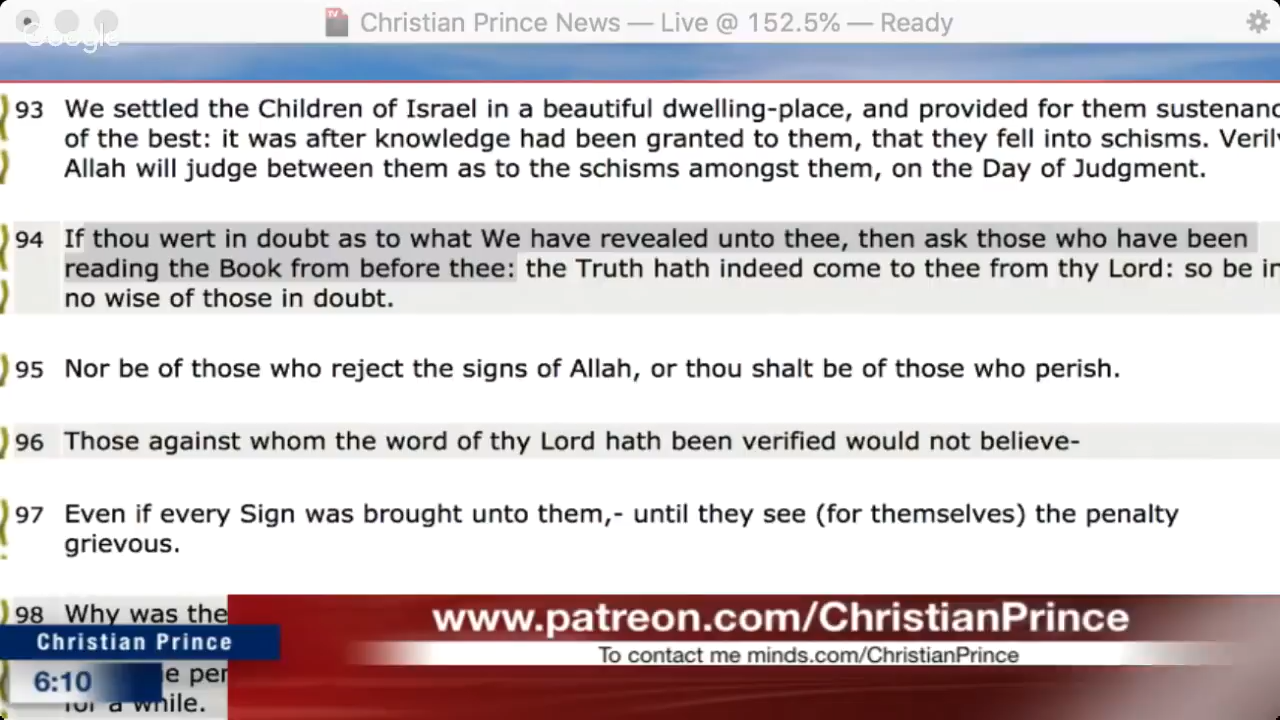 Christian Prince News — Live @ 152.5% — Ready
Google
93 We settled the Children of Israel in a beautiful dwelling-place, and provided for them sustenanc
of the best: it was after knowledge had been granted to them, that they fell into schisms. Verily
Allah will judge between them as to the schisms amongst them, on the Day of Judgment.
94 If thou wert in doubt as to what We have revealed unto thee, then ask those who have been
reading the Book from before thee: the Truth hath indeed come to thee from thy Lord: so be in
no wise of those in doubt.
95 Nor be of those who reject the signs of Allah, or thou shalt be of those who perish.
96 Those against whom the word of thy Lord hath been verified would not believe-
97 Even if every Sign was brought unto them,- until they see (for themselves) the penalty
grievous.
98 Why was the
www.patreon.com/ChristianPrince
Christian Prince
To contact me minds.com/ChristianPrince
e per
6:10
for a while.